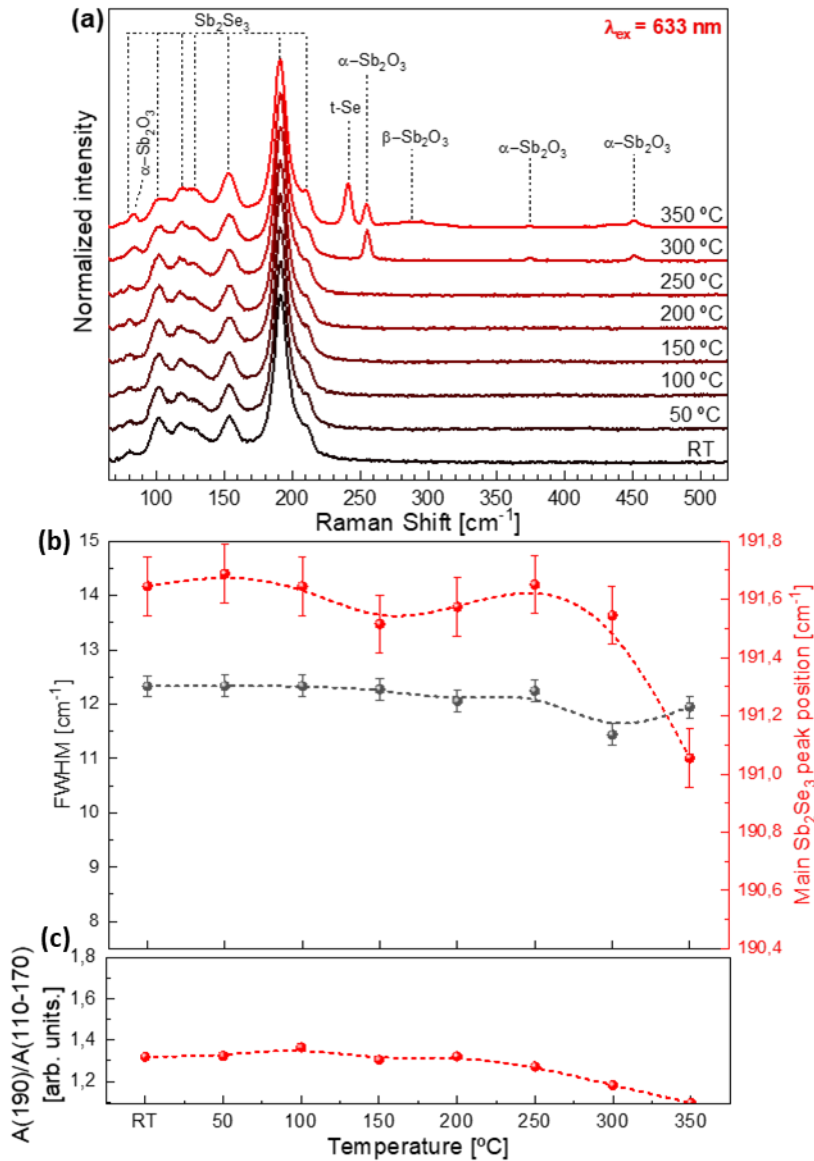 (a)
Sb₂Se₃
λex = 633 nm
α−Sb₂O₃
α−Sb₂O₃
t-Se
β−Sb₂O₃
α−Sb₂O₃
α−Sb₂O₃
Normalized intensity
350 ºC
300 ºC
250 ºC
200 ºC
150 ºC
100 ºC
50 ºC
RT
100 150 200 250 300 350 400 450 500
Raman Shift [cm⁻¹]
(b)
15
14
13
12
11
10
9
8
FWHM [cm⁻¹]
191,8
191,6
191,4
191,2
191,0
190,8
190,6
190,4
Main Sb₂Se₃ peak position [cm⁻¹]
(c)
1,8
1,6
1,4
1,2
A(190)/A(110-170)
[arb. units.]
RT 50 100 150 200 250 300 350
Temperature [ºC]